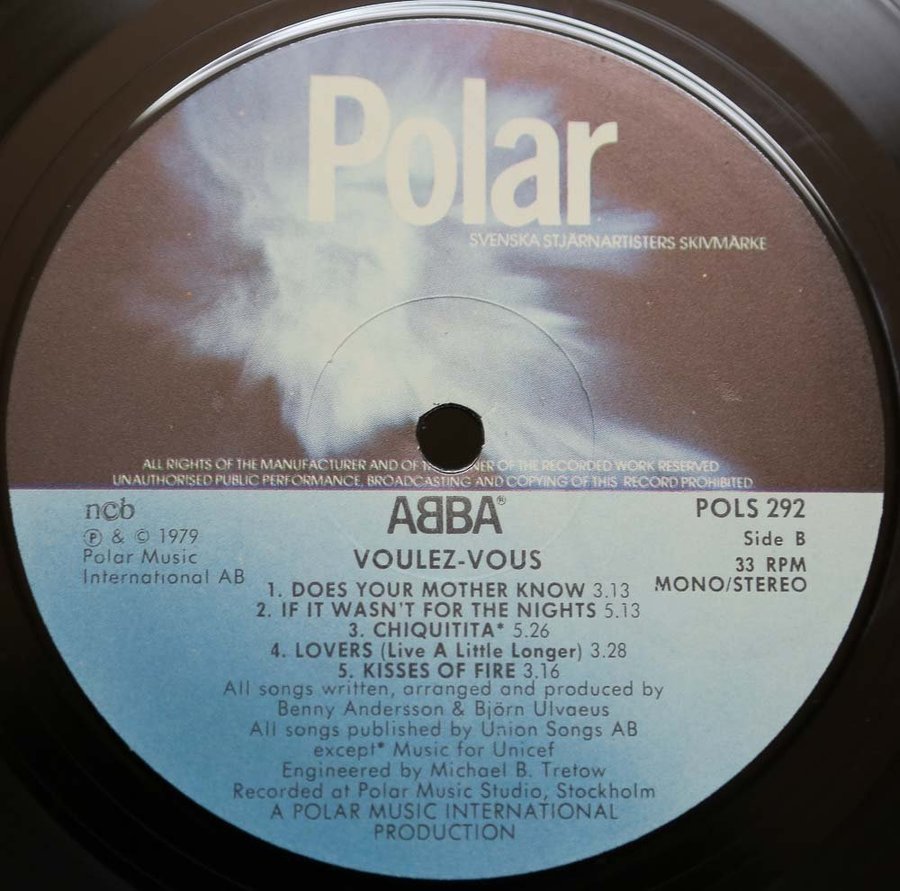 Polar
SVENSKA STJÄRNARTISTERS SKIVMÄRKE
ALL RIGHTS OF THE MANUFACTURER AND OF OF THE RECORDED WORK RESERVED
UNAUTHORISED PUBLIC PERFORMANCE, BROADCASTING AND COPYING OF THIS RECORD PROHIBITED
ncb
Ⓟ & © 1979
Polar Music
International AB
ABBA®
VOULEZ-VOUS
POLS 292
Side B
33 RPM
MONO/STEREO
1. DOES YOUR MOTHER KNOW 3.13
2. IF IT WASN'T FOR THE NIGHTS 5.13
3. CHIQUITITA* 5.26
4. LOVERS (Live A Little Longer) 3.28
5. KISSES OF FIRE 3.16
All songs written, arranged and produced by
Benny Andersson & Björn Ulvaeus
All songs published by Union Songs AB
except* Music for Unicef
Engineered by Michael B. Tretow
Recorded at Polar Music Studio, Stockholm
A POLAR MUSIC INTERNATIONAL
PRODUCTION